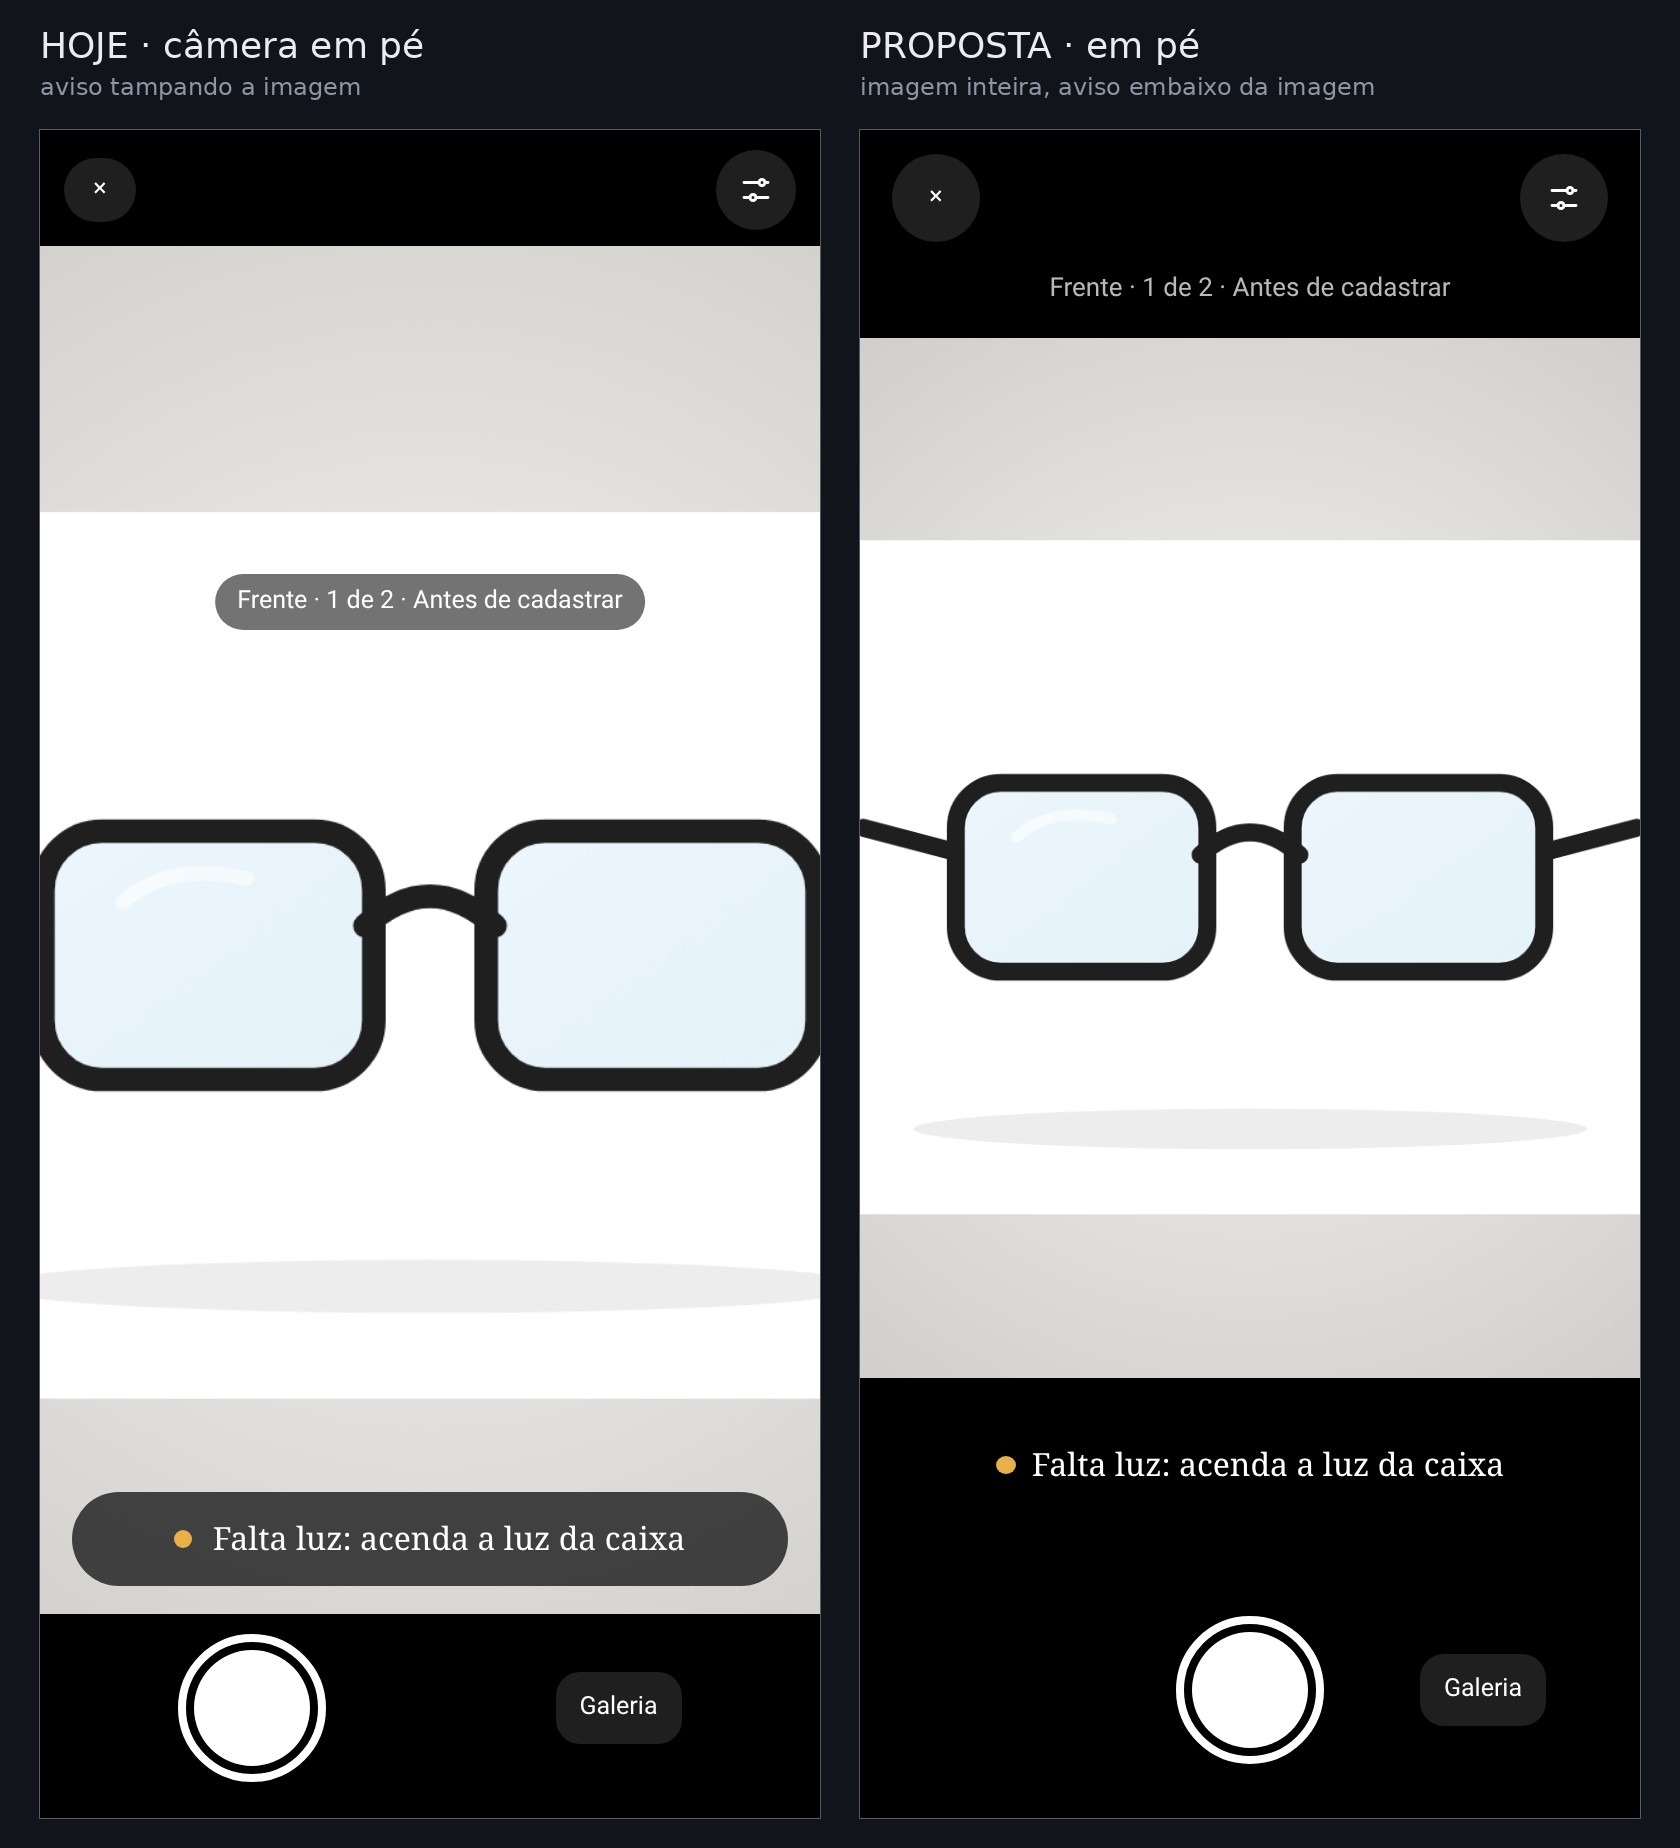 HOJE · câmera em pé
aviso tampando a imagem
×
Frente · 1 de 2 · Antes de cadastrar
Falta luz: acenda a luz da caixa
Galeria
PROPOSTA · em pé
imagem inteira, aviso embaixo da imagem
×
Frente · 1 de 2 · Antes de cadastrar
Falta luz: acenda a luz da caixa
Galeria